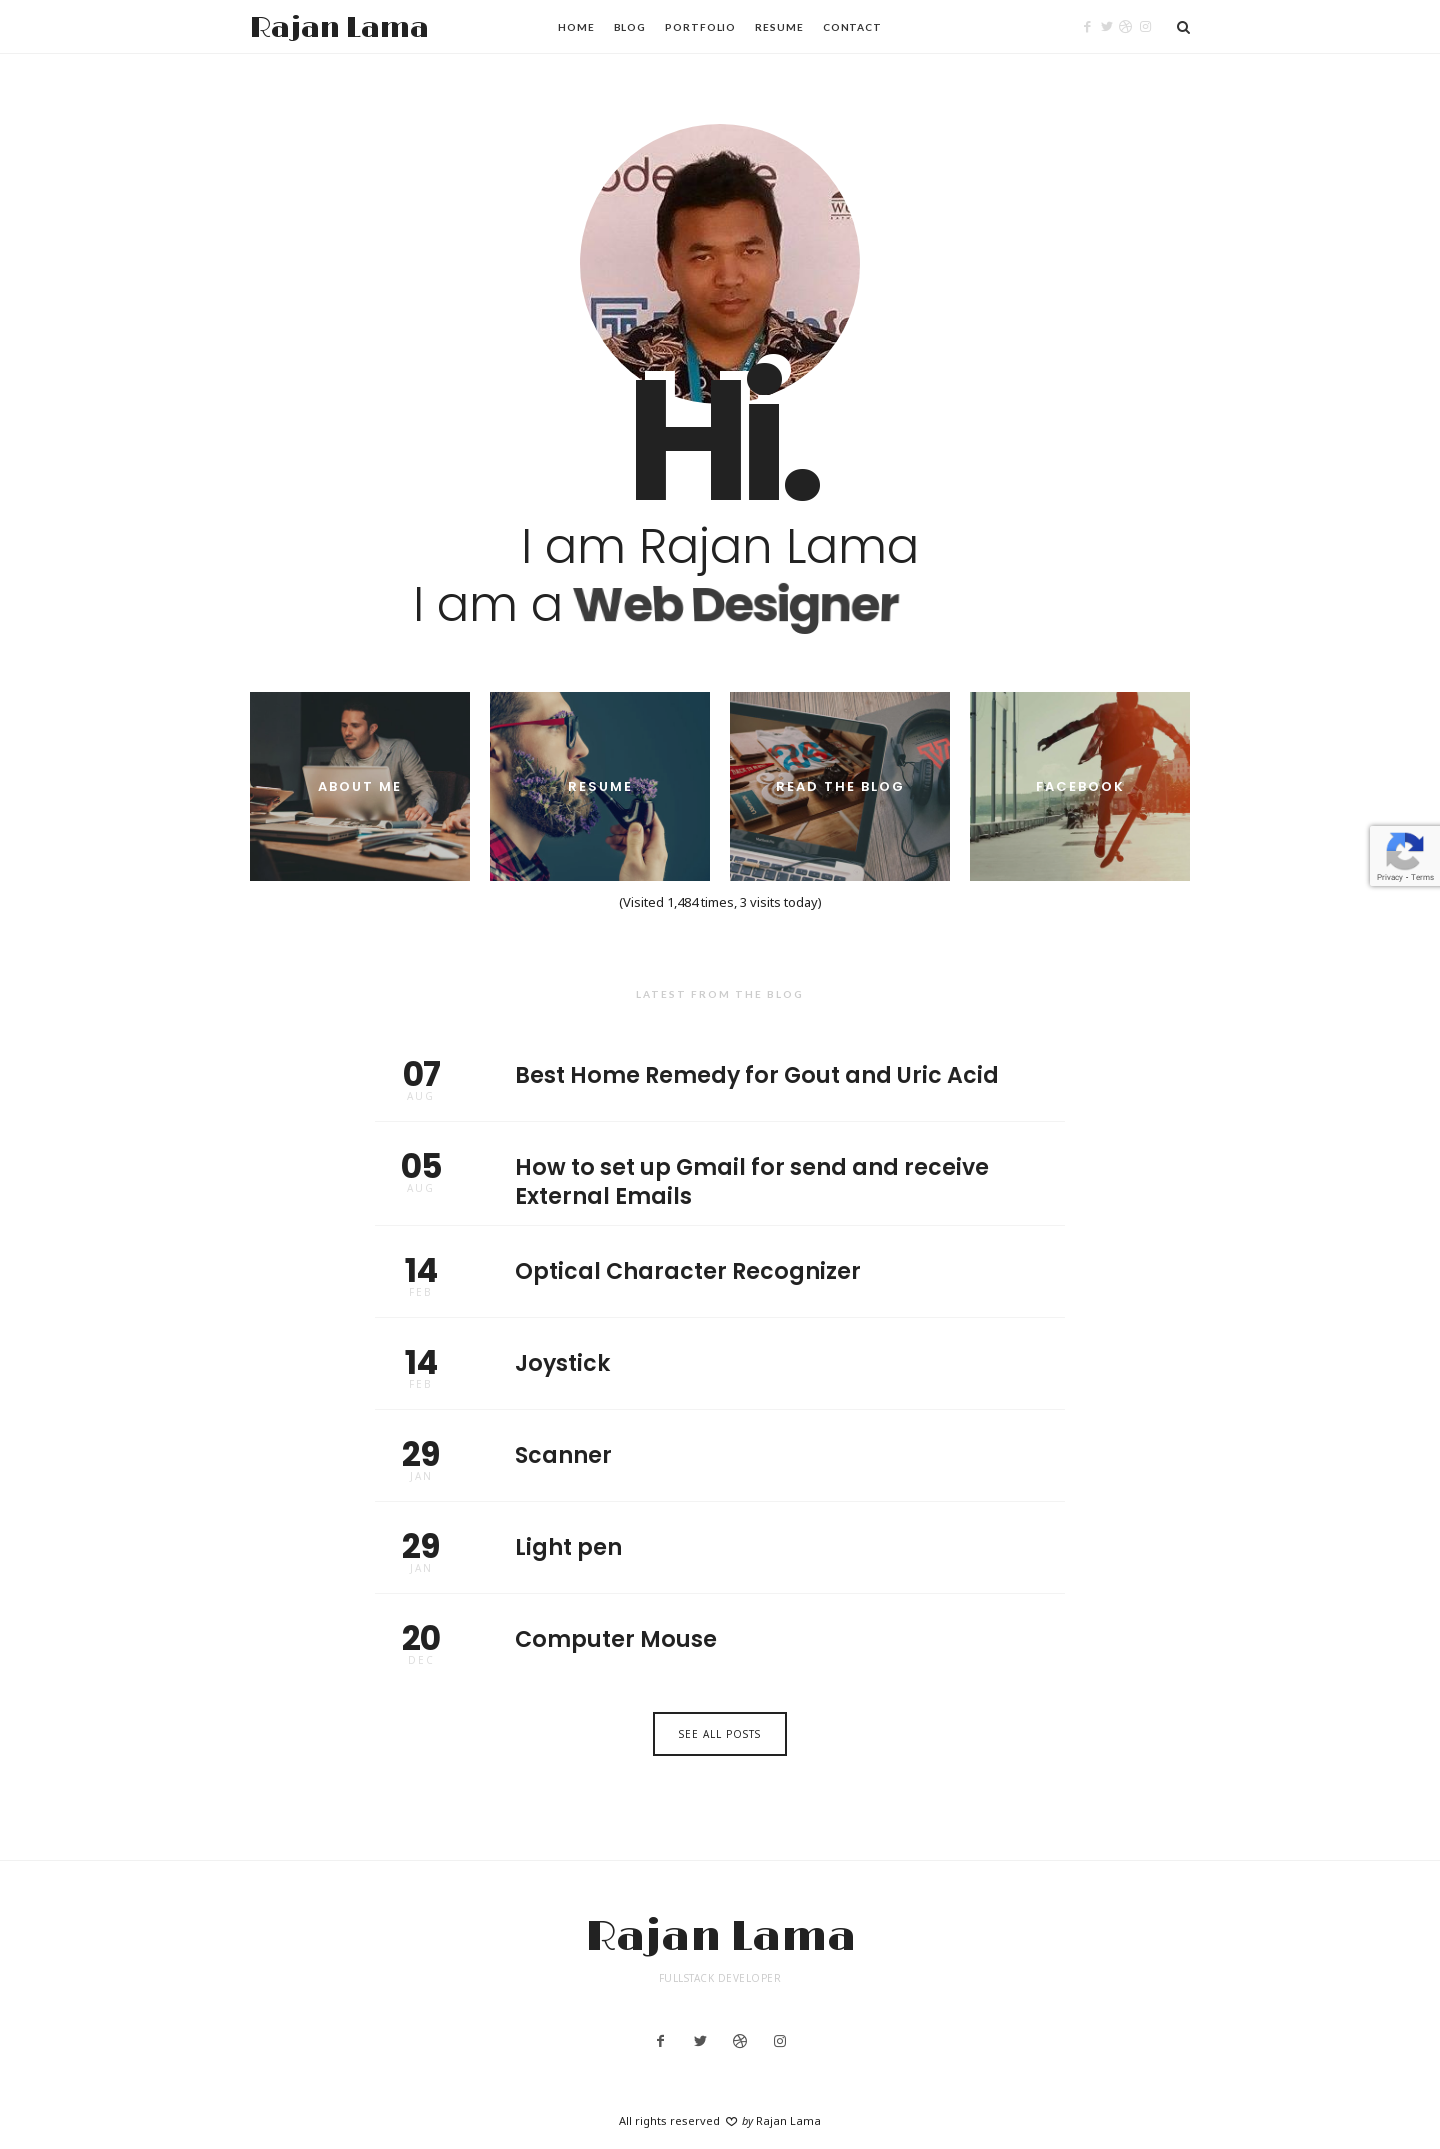 Rajan Lama
HOME BLOG PORTFOLIO RESUME CONTACT
Hi.
I am Rajan Lama
I am a Web Designer
ABOUT ME
RESUME
READ THE BLOG
FACEBOOK
Privacy - Terms
(Visited 1,484 times, 3 visits today)
LATEST FROM THE BLOG
07
AUG
Best Home Remedy for Gout and Uric Acid
05
AUG
How to set up Gmail for send and receive
External Emails
14
FEB
Optical Character Recognizer
14
FEB
Joystick
29
JAN
Scanner
29
JAN
Light pen
20
DEC
Computer Mouse
SEE ALL POSTS
Rajan Lama
FULLSTACK DEVELOPER
All rights reserved by Rajan Lama